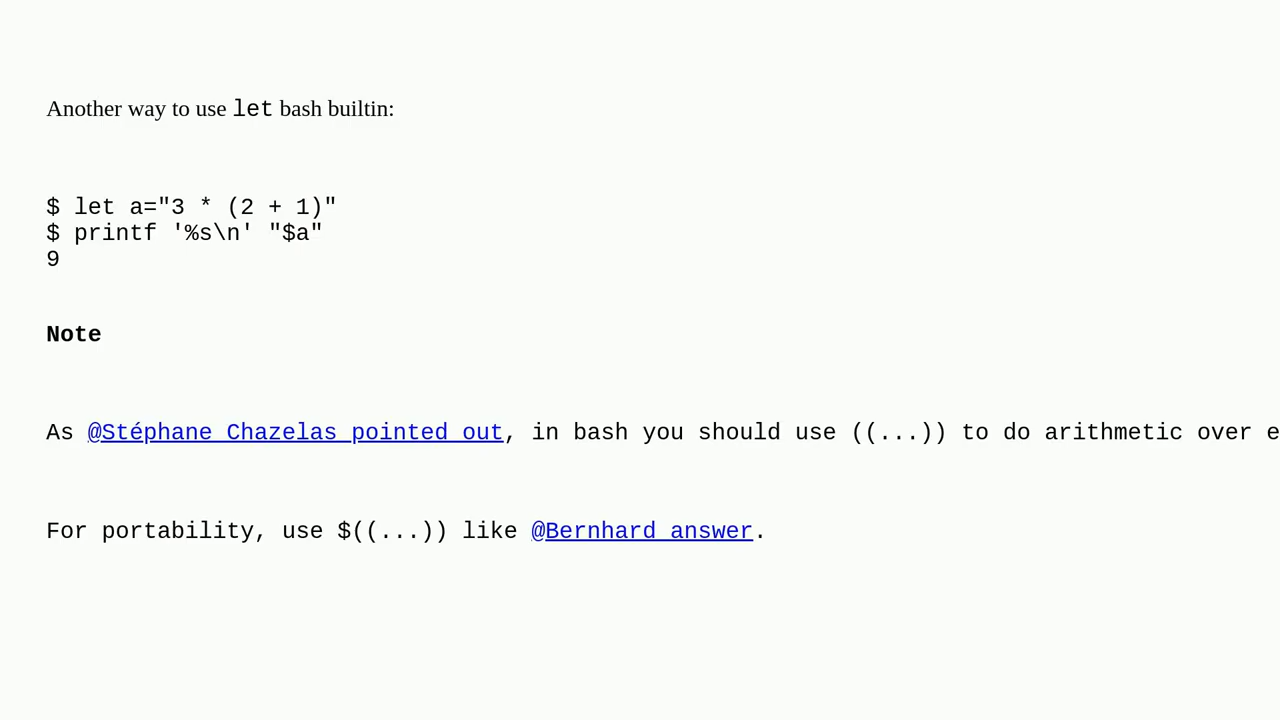 Another way to use let bash builtin:
$ let a="3 * (2 + 1)"
$ printf '%s\n' "$a"
9
Note
As @Stéphane Chazelas pointed out, in bash you should use ((...)) to do arithmetic over
For portability, use $((...)) like @Bernhard answer.